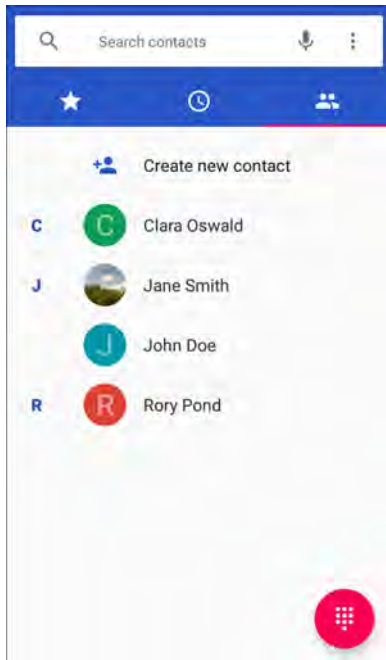 Search contacts
Create new contact
C
C
Clara Oswald
J
Jane Smith
J
John Doe
R
R
Rory Pond